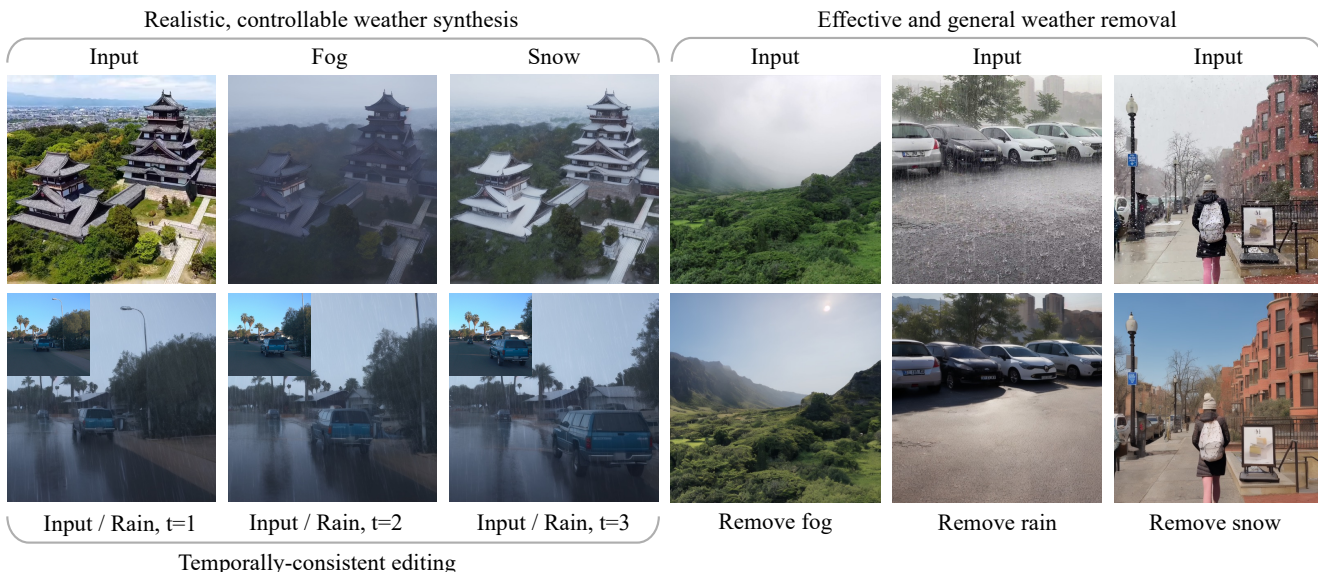 Realistic, controllable weather synthesis
Effective and general weather removal
Input
Fog
Snow
Input
Input
Input
Input / Rain, t=1
Input / Rain, t=2
Input / Rain, t=3
Remove fog
Remove rain
Remove snow
Temporally-consistent editing